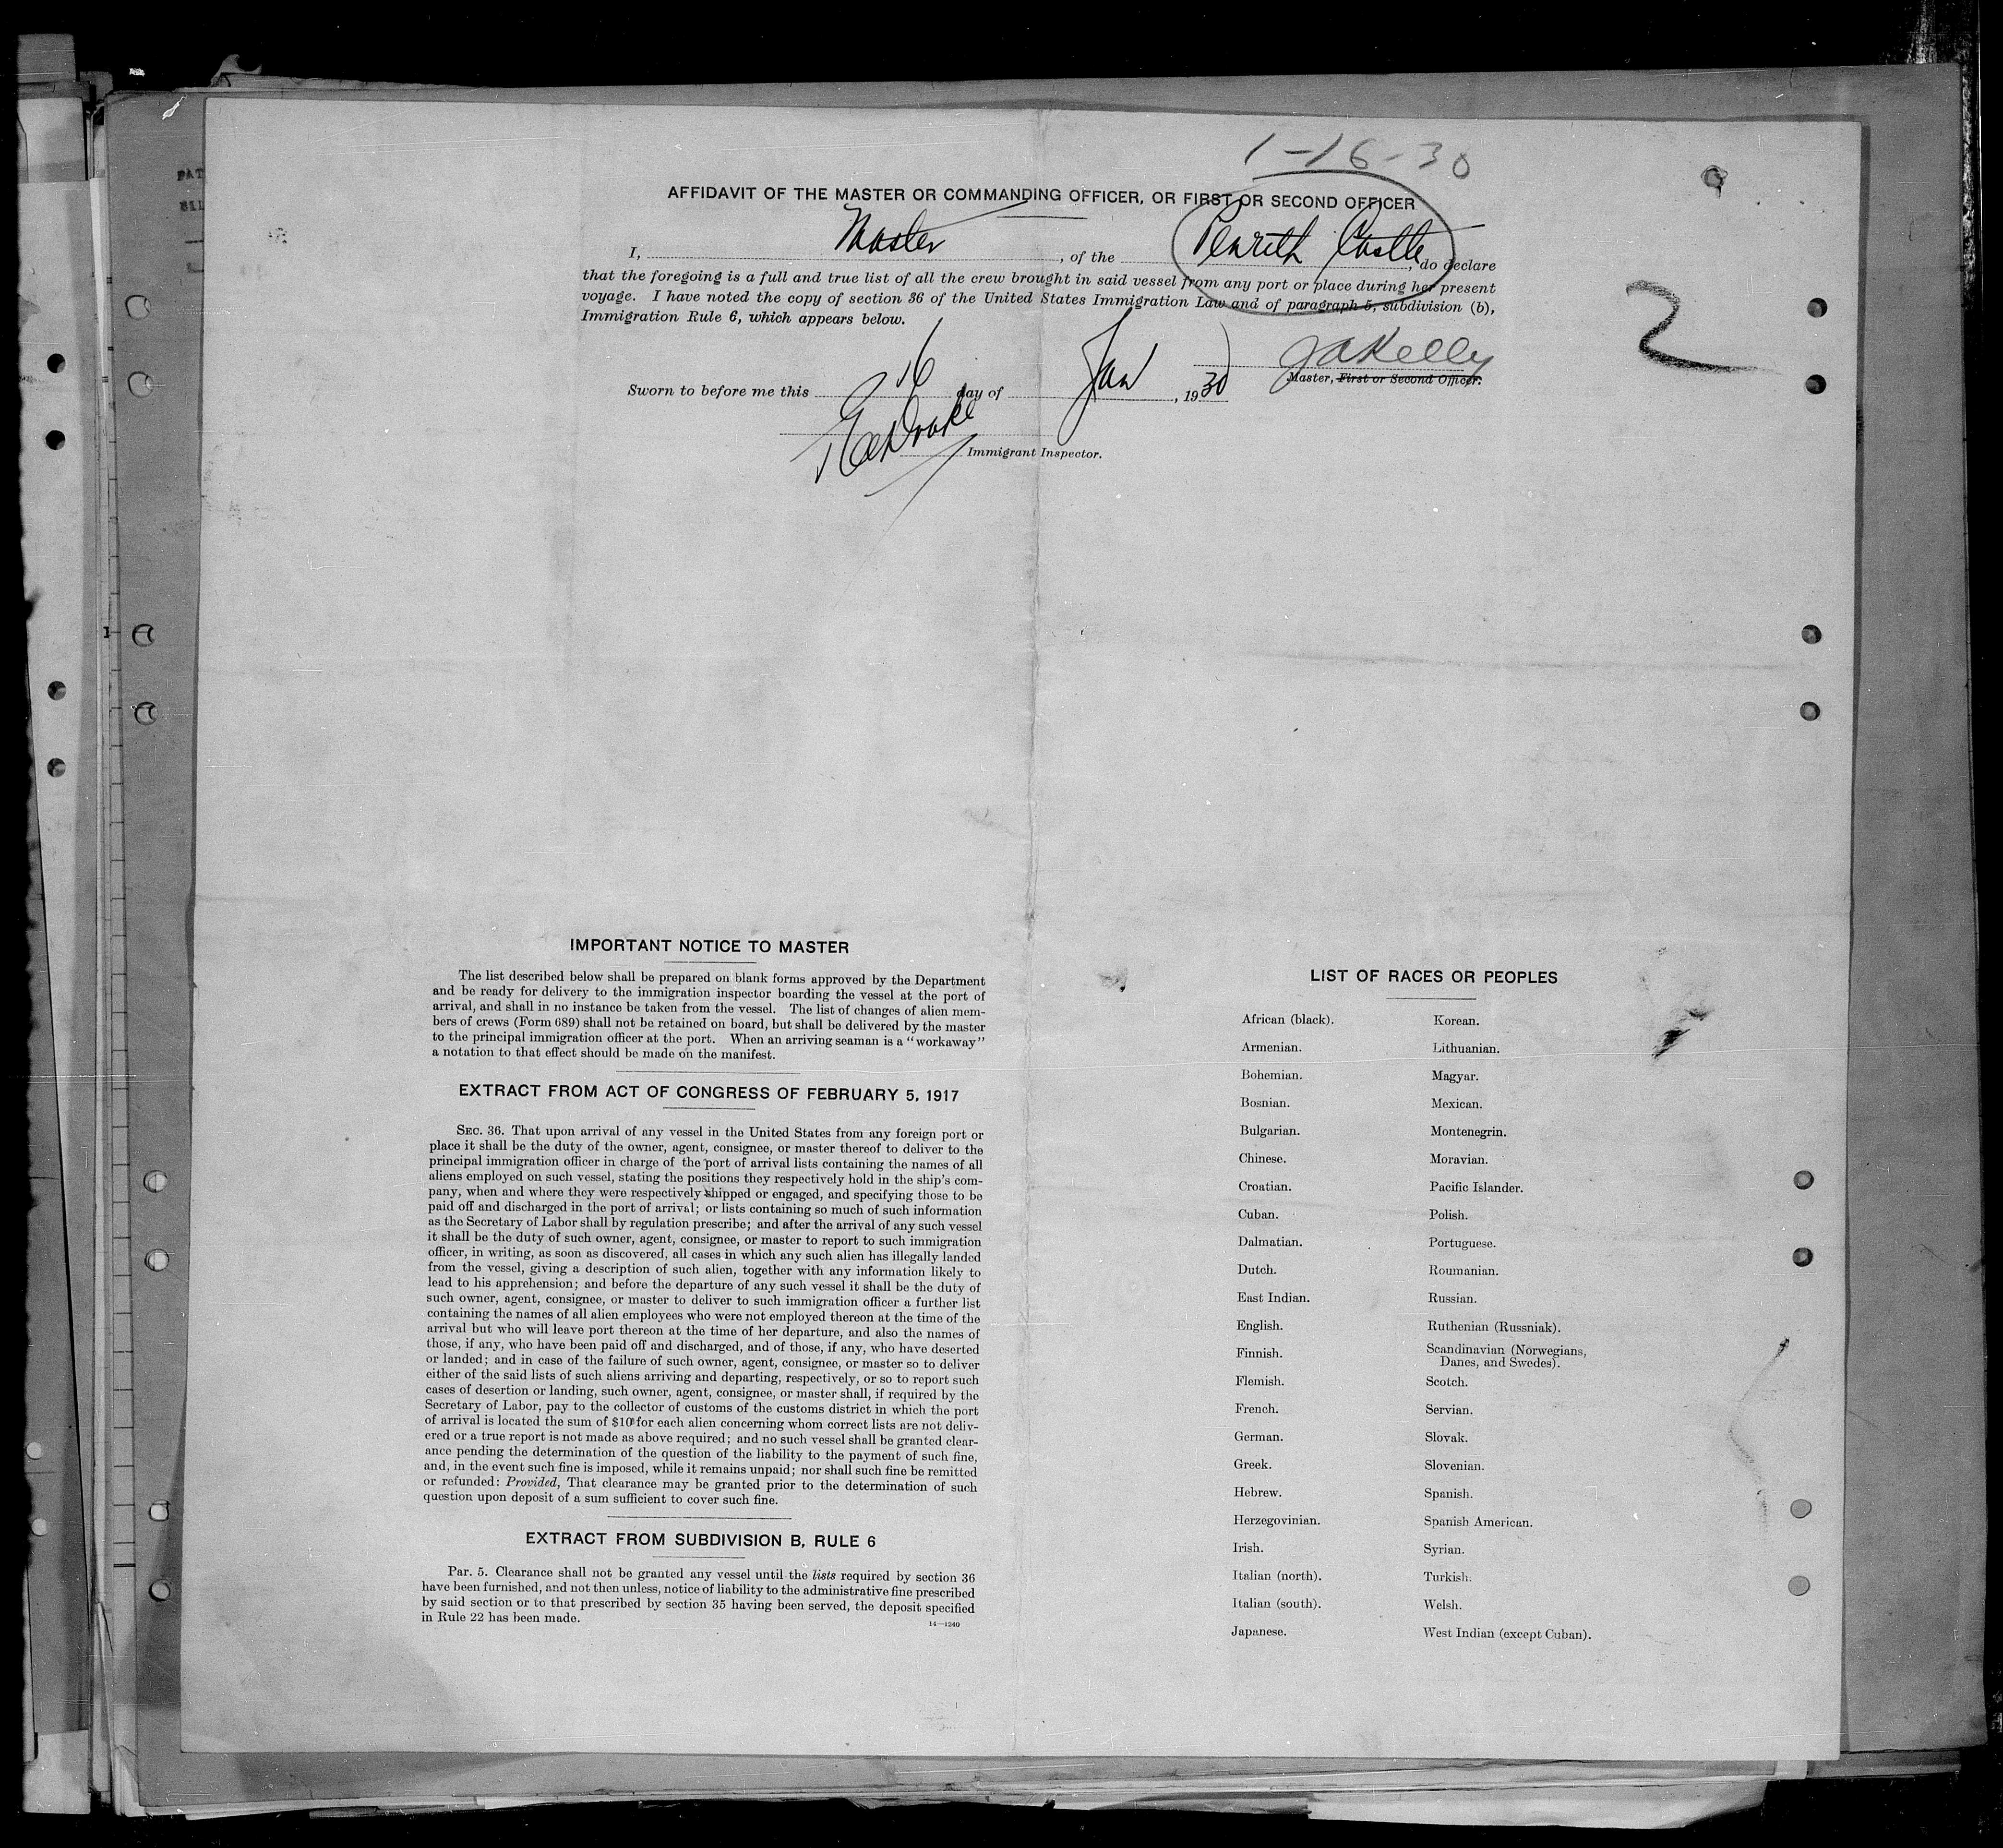 1-16-30
AFFIDAVIT OF THE MASTER OR COMMANDING OFFICER, OR FIRST OR SECOND OFFICER
I, Master, of the Penrith Castle, do declare
that the foregoing is a full and true list of all the crew brought in said vessel from any port or place during her present
voyage. I have noted the copy of section 36 of the United States Immigration Law and of paragraph 5, subdivision (b),
Immigration Rule 6, which appears below.
2
JAKelly
Master, First or Second Officer.
Sworn to before me this 16 day of Jan, 1930
Drake
Immigrant Inspector.
IMPORTANT NOTICE TO MASTER
The list described below shall be prepared on blank forms approved by the Department
and be ready for delivery to the immigration inspector boarding the vessel at the port of
arrival, and shall in no instance be taken from the vessel. The list of changes of alien mem-
bers of crews (Form 689) shall not be retained on board, but shall be delivered by the master
to the principal immigration officer at the port. When an arriving seaman is a "workaway"
a notation to that effect should be made on the manifest.
EXTRACT FROM ACT OF CONGRESS OF FEBRUARY 5, 1917
SEC. 36. That upon arrival of any vessel in the United States from any foreign port or
place it shall be the duty of the owner, agent, consignee, or master thereof to deliver to the
principal immigration officer in charge of the port of arrival lists containing the names of all
aliens employed on such vessel, stating the positions they respectively hold in the ship's com-
pany, when and where they were respectively shipped or engaged, and specifying those to be
paid off and discharged in the port of arrival; or lists containing so much of such information
as the Secretary of Labor shall by regulation prescribe; and after the arrival of any such vessel
it shall be the duty of such owner, agent, consignee, or master to report to such immigration
officer, in writing, as soon as discovered, all cases in which any such alien has illegally landed
from the vessel, giving a description of such alien, together with any information likely to
lead to his apprehension; and before the departure of any such vessel it shall be the duty of
such owner, agent, consignee, or master to deliver to such immigration officer a further list
containing the names of all alien employees who were not employed thereon at the time of the
arrival but who will leave port thereon at the time of her departure, and also the names of
those, if any, who have been paid off and discharged, and of those, if any, who have deserted
or landed; and in case of the failure of such owner, agent, consignee, or master so to deliver
either of the said lists of such aliens arriving and departing, respectively, or so to report such
cases of desertion or landing, such owner, agent, consignee, or master shall, if required by the
Secretary of Labor, pay to the collector of customs of the customs district in which the port
of arrival is located the sum of $10 for each alien concerning whom correct lists are not deliv-
ered or a true report is not made as above required; and no such vessel shall be granted clear-
ance pending the determination of the question of the liability to the payment of such fine,
and, in the event such fine is imposed, while it remains unpaid; nor shall such fine be remitted
or refunded: Provided, That clearance may be granted prior to the determination of such
question upon deposit of a sum sufficient to cover such fine.
EXTRACT FROM SUBDIVISION B, RULE 6
Par. 5. Clearance shall not be granted any vessel until the lists required by section 36
have been furnished, and not then unless, notice of liability to the administrative fine prescribed
by said section or to that prescribed by section 35 having been served, the deposit specified
in Rule 22 has been made.
14—1240
LIST OF RACES OR PEOPLES
African (black). Korean.
Armenian. Lithuanian.
Bohemian. Magyar.
Bosnian. Mexican.
Bulgarian. Montenegrin.
Chinese. Moravian.
Croatian. Pacific Islander.
Cuban. Polish.
Dalmatian. Portuguese.
Dutch. Roumanian.
East Indian. Russian.
English. Ruthenian (Russniak).
Finnish. Scandinavian (Norwegians,
Danes, and Swedes).
Flemish. Scotch.
French. Servian.
German. Slovak.
Greek. Slovenian.
Hebrew. Spanish.
Herzegovinian. Spanish American.
Irish. Syrian.
Italian (north). Turkish.
Italian (south). Welsh.
Japanese. West Indian (except Cuban).